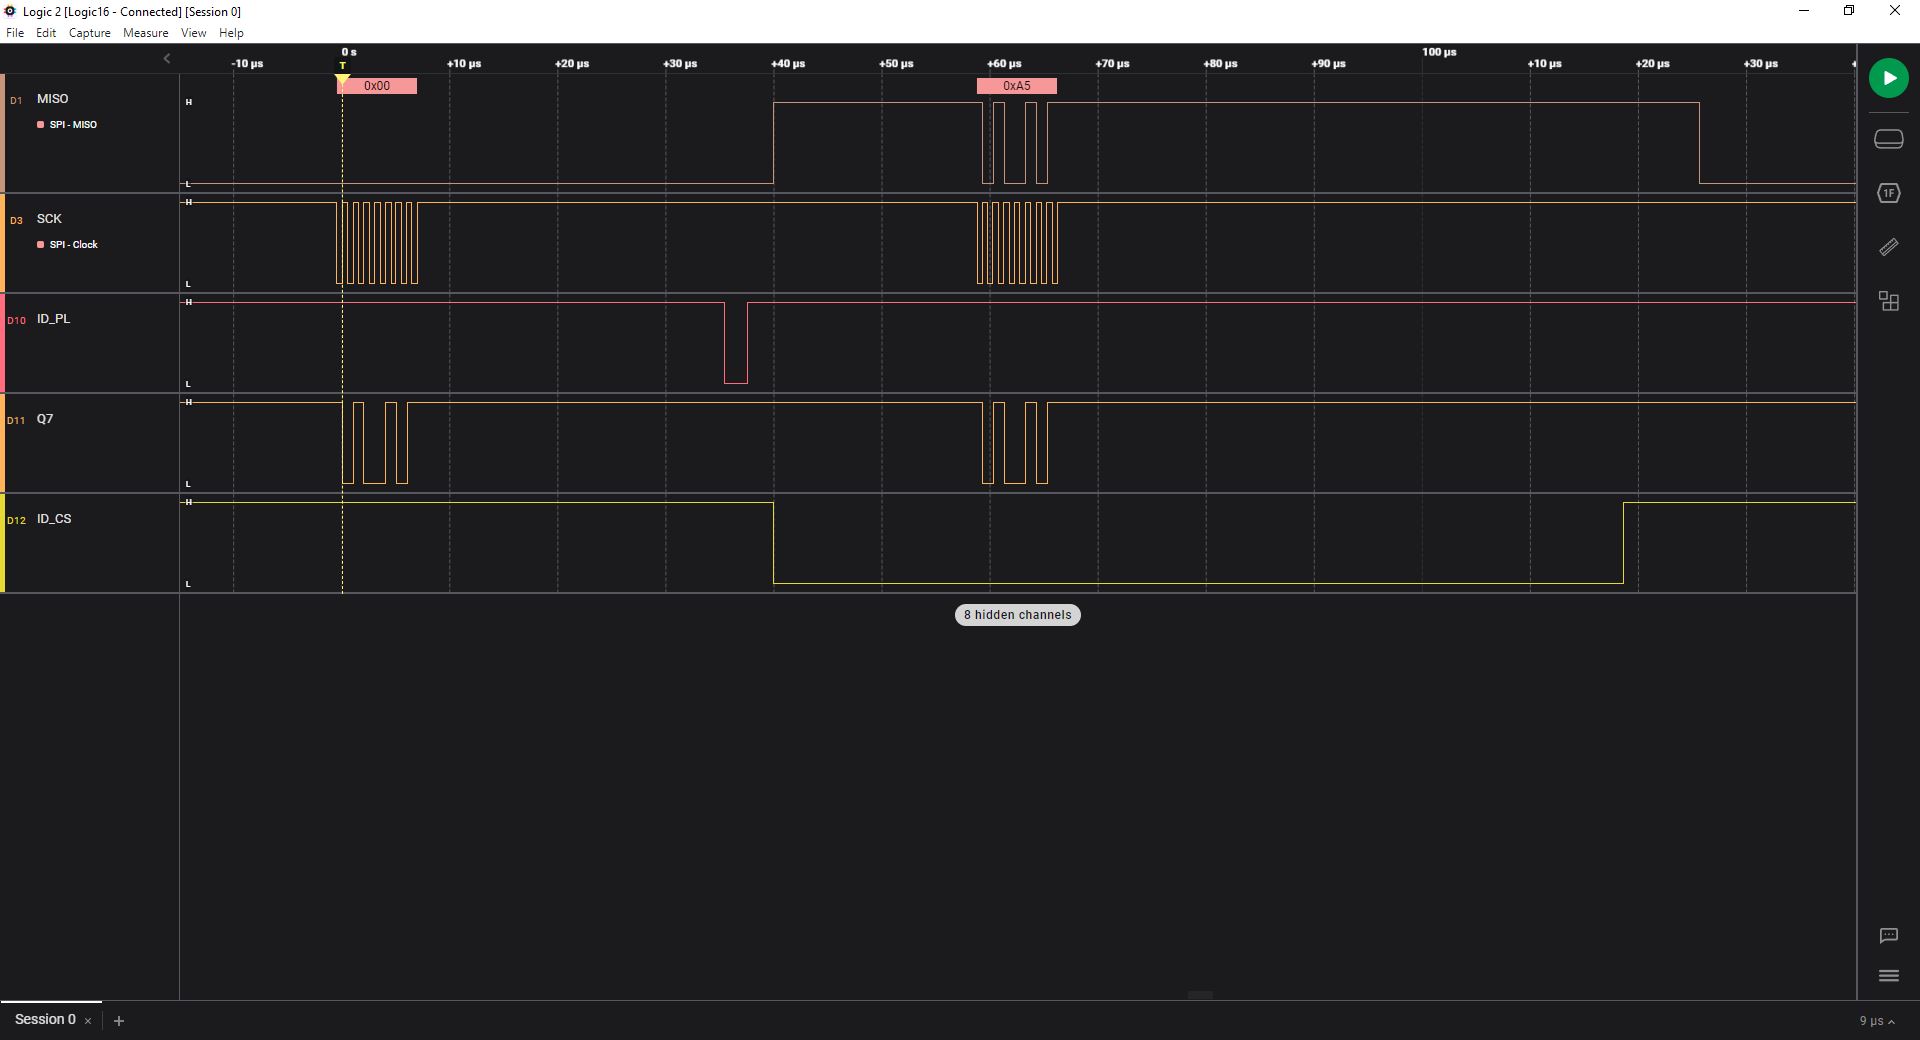 Logic 2 [Logic16 - Connected] [Session 0]
File Edit Capture Measure View Help
0 s 100 µs
-10 µs T +10 µs +20 µs +30 µs +40 µs +50 µs +60 µs +70 µs +80 µs +90 µs +10 µs +20 µs +30 µs
0x00 0xA5
D1 MISO H
SPI - MISO
L
H
D3 SCK
SPI - Clock
L
H
D10 ID_PL
L
H
D11 Q7
L
H
D12 ID_CS
L
8 hidden channels
1F
Session 0 × +
9 µs